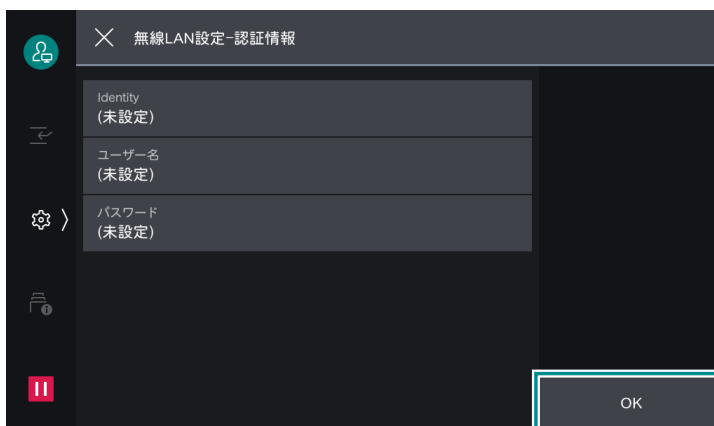 無線LAN設定-認証情報
Identity
(未設定)
ユーザー名
(未設定)
パスワード
(未設定)
OK